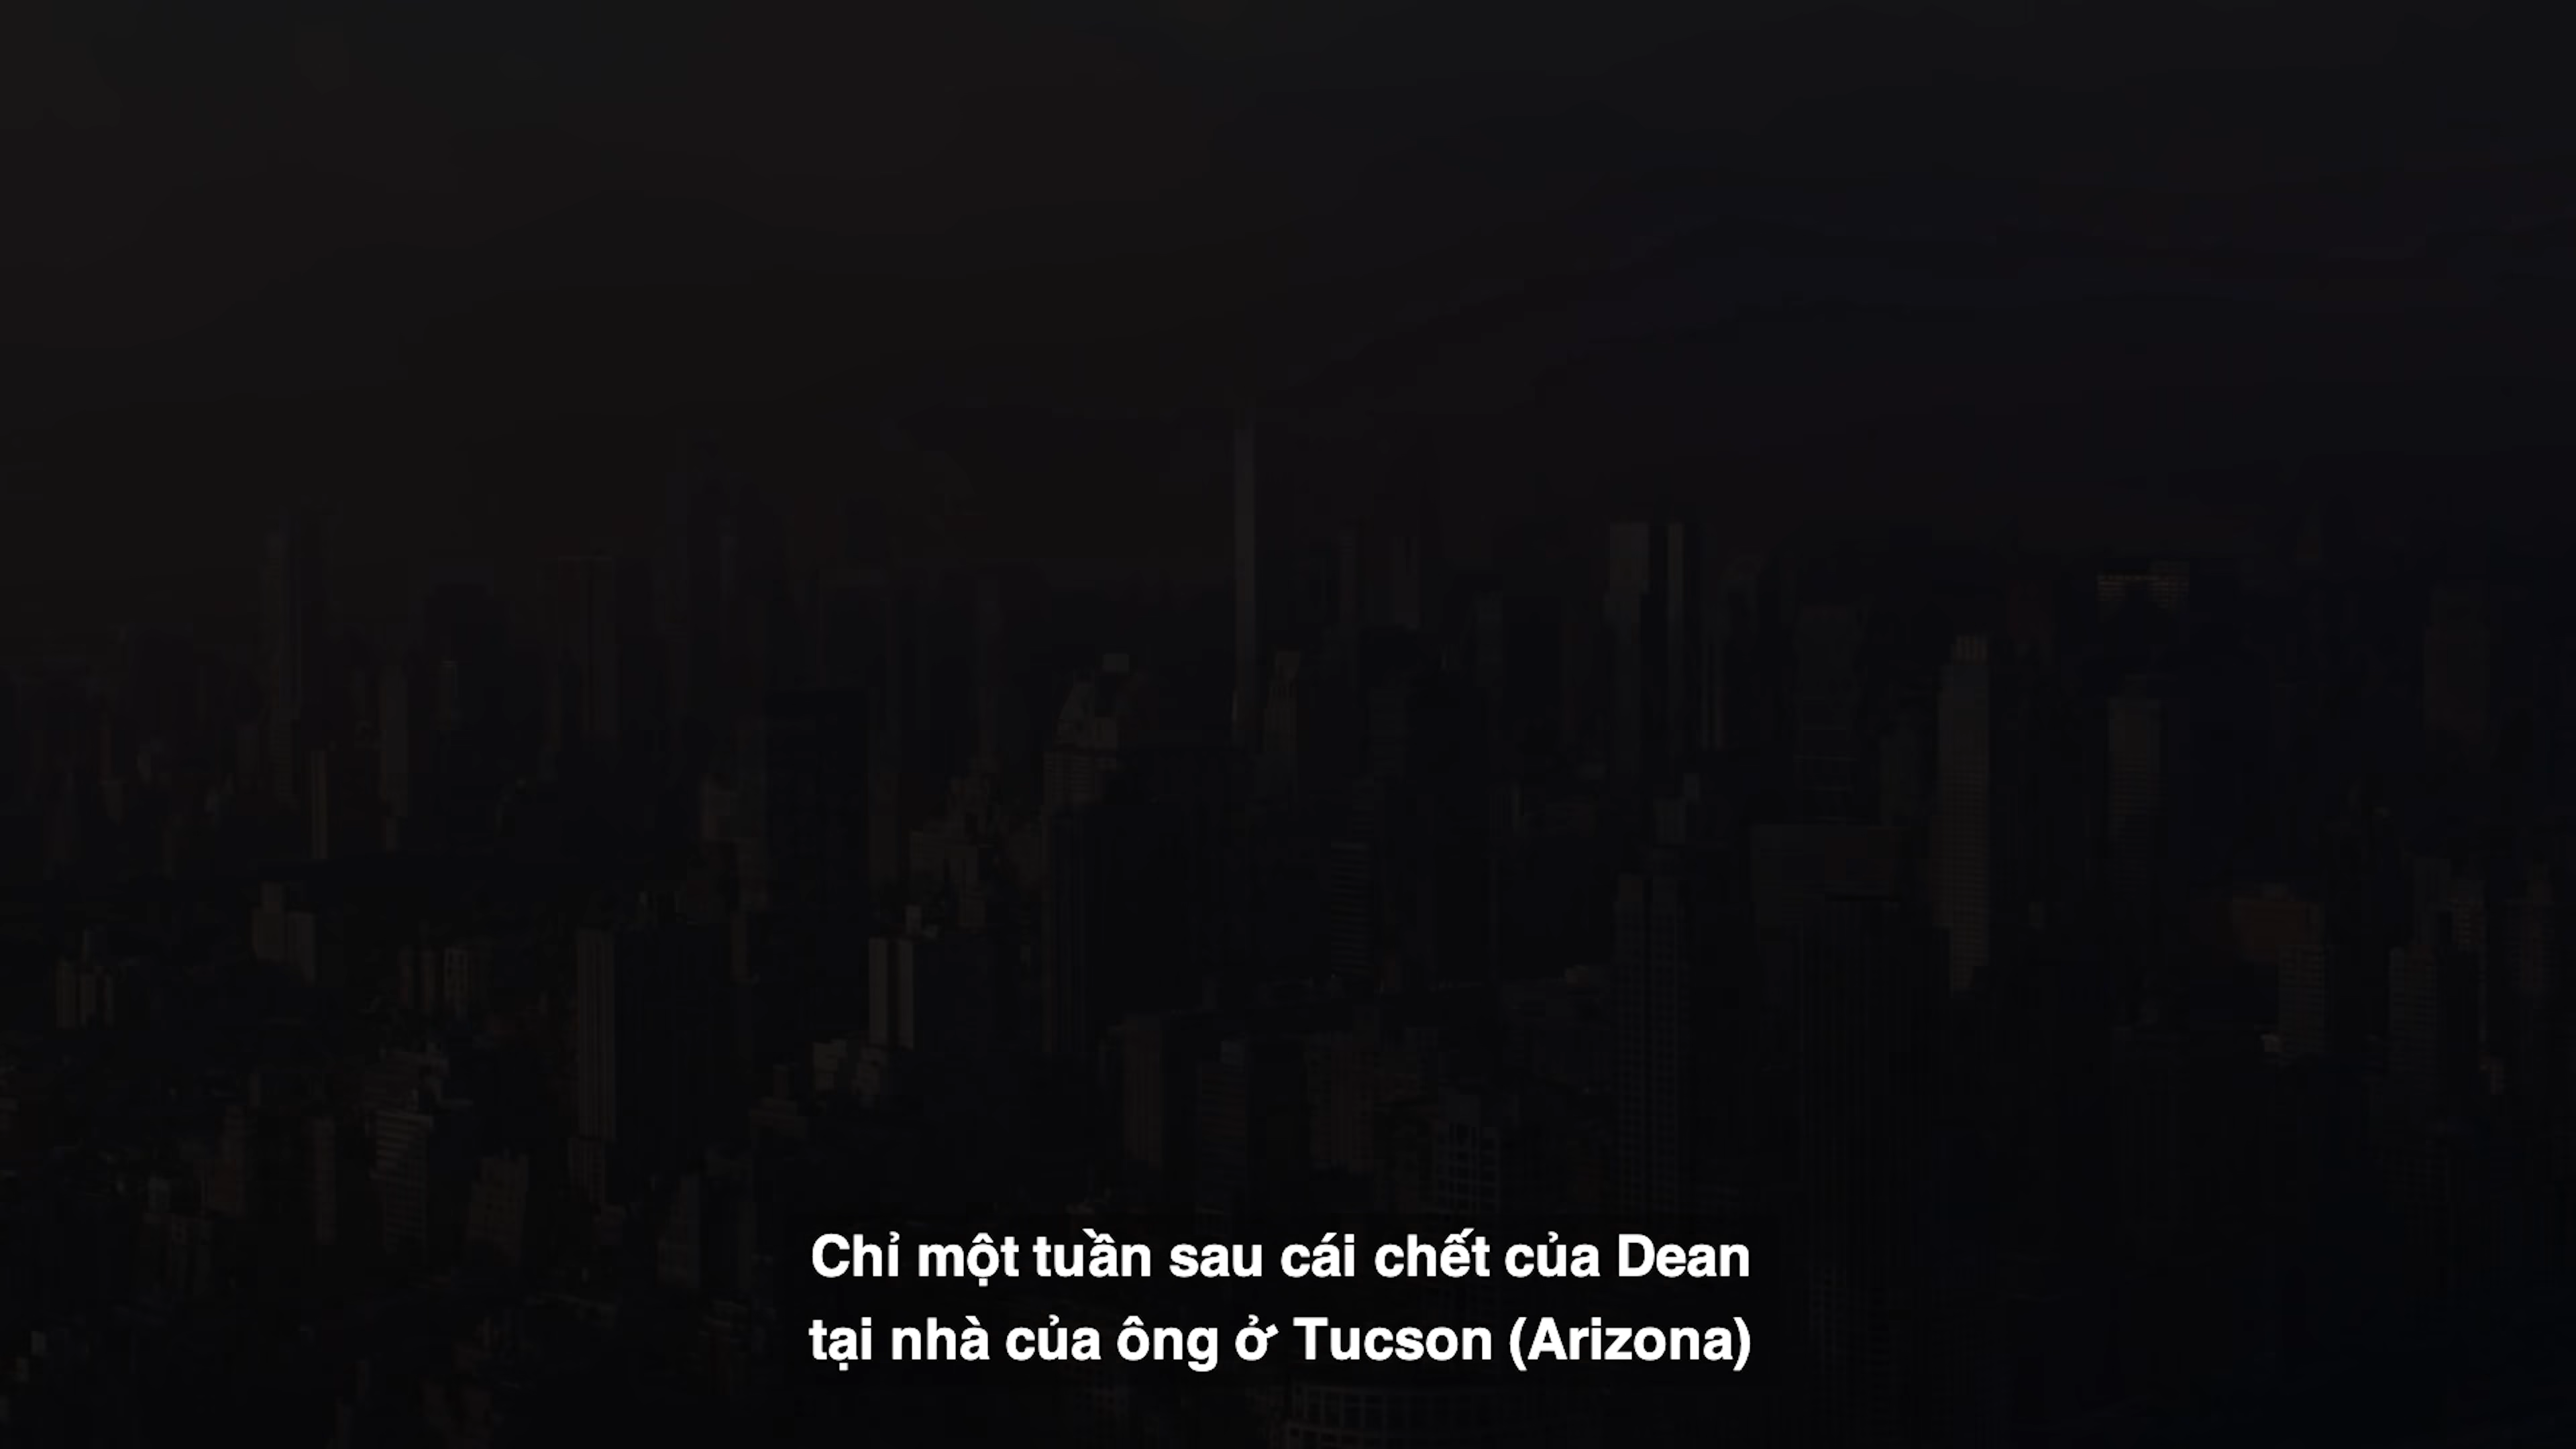 Chỉ một tuần sau cái chết của Dean
tại nhà của ông ở Tucson (Arizona)